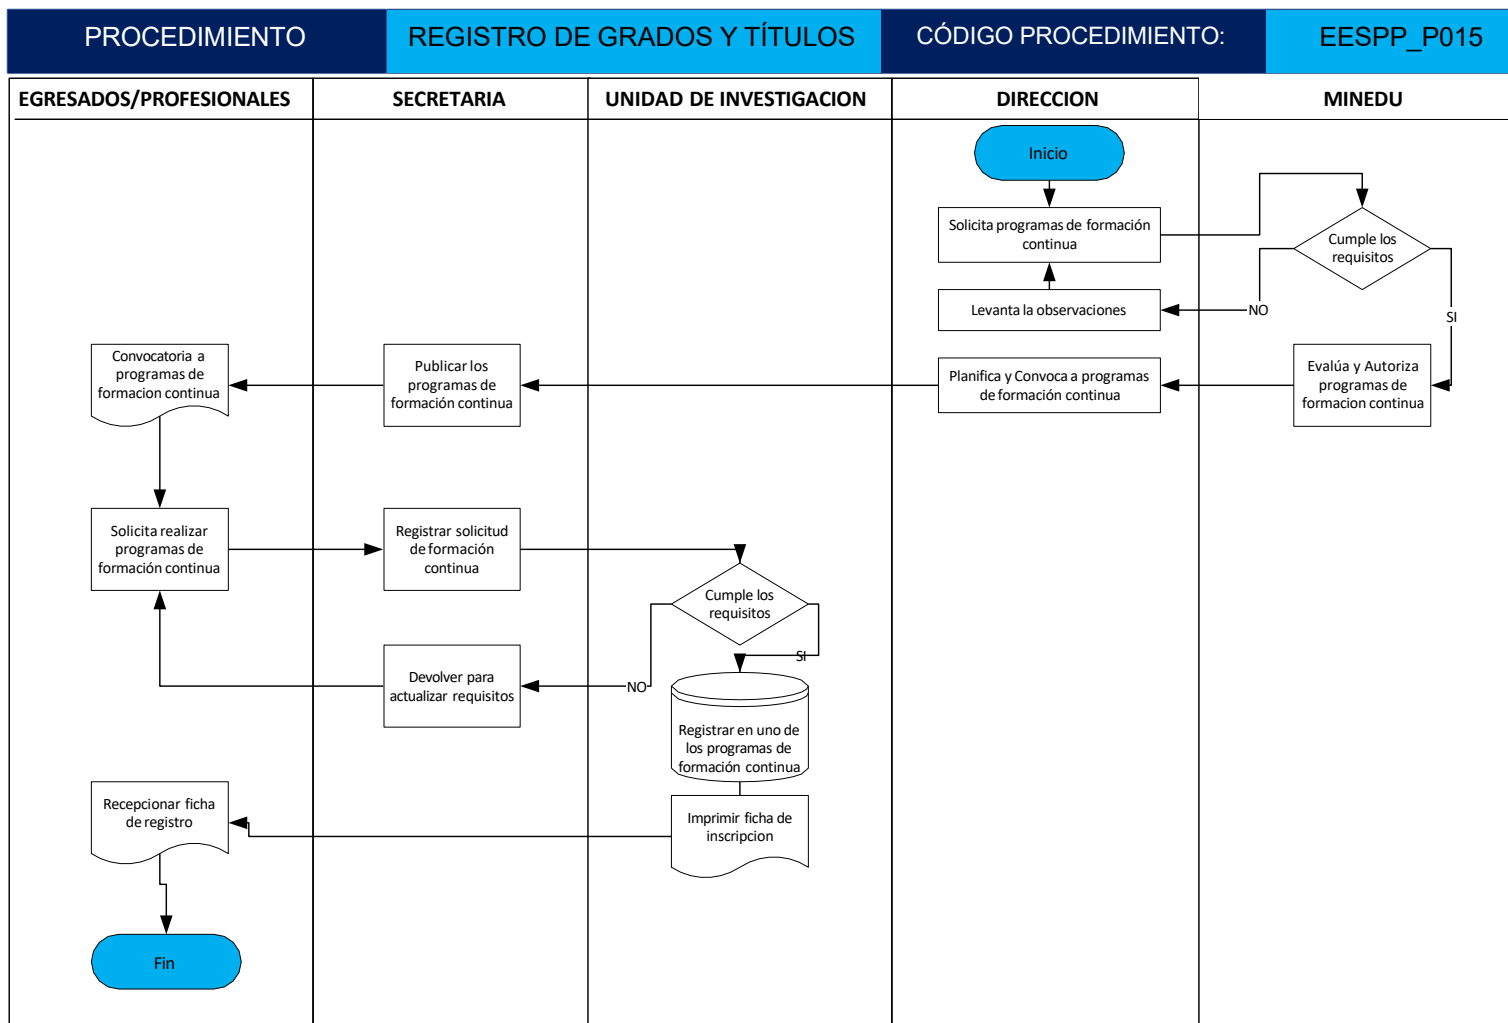 PROCEDIMIENTO
REGISTRO DE GRADOS Y TÍTULOS
CÓDIGO PROCEDIMIENTO:
EESPP_P015
EGRESADOS/PROFESIONALES
SECRETARIA
UNIDAD DE INVESTIGACION
DIRECCION
MINEDU
Inicio
Solicita programas de formación
continua
Cumple los
requisitos
Levanta la observaciones
NO
SI
Convocatoria a
programas de
formacion continua
Publicar los
programas de
formación continua
Planifica y Convoca a programas
de formación continua
Evalúa y Autoriza
programas de
formacion continua
Solicita realizar
programas de
formación continua
Registrar solicitud
de formación
continua
Cumple los
requisitos
SI
Devolver para
actualizar requisitos
NO
Registrar en uno de
los programas de
formación continua
Recepcionar ficha
de registro
Imprimir ficha de
inscripcion
Fin